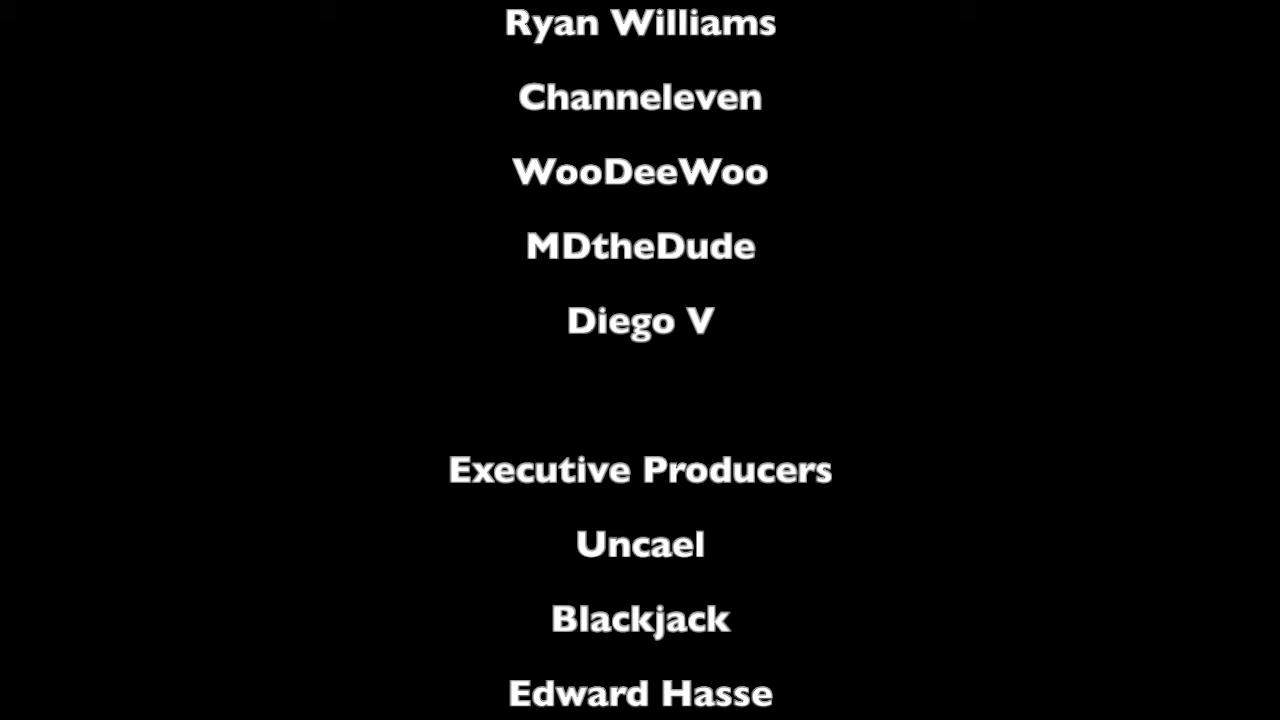 Ryan Williams
Channeleven
WooDeeWoo
MDtheDude
Diego V
Executive Producers
Uncael
Blackjack
Edward Hasse